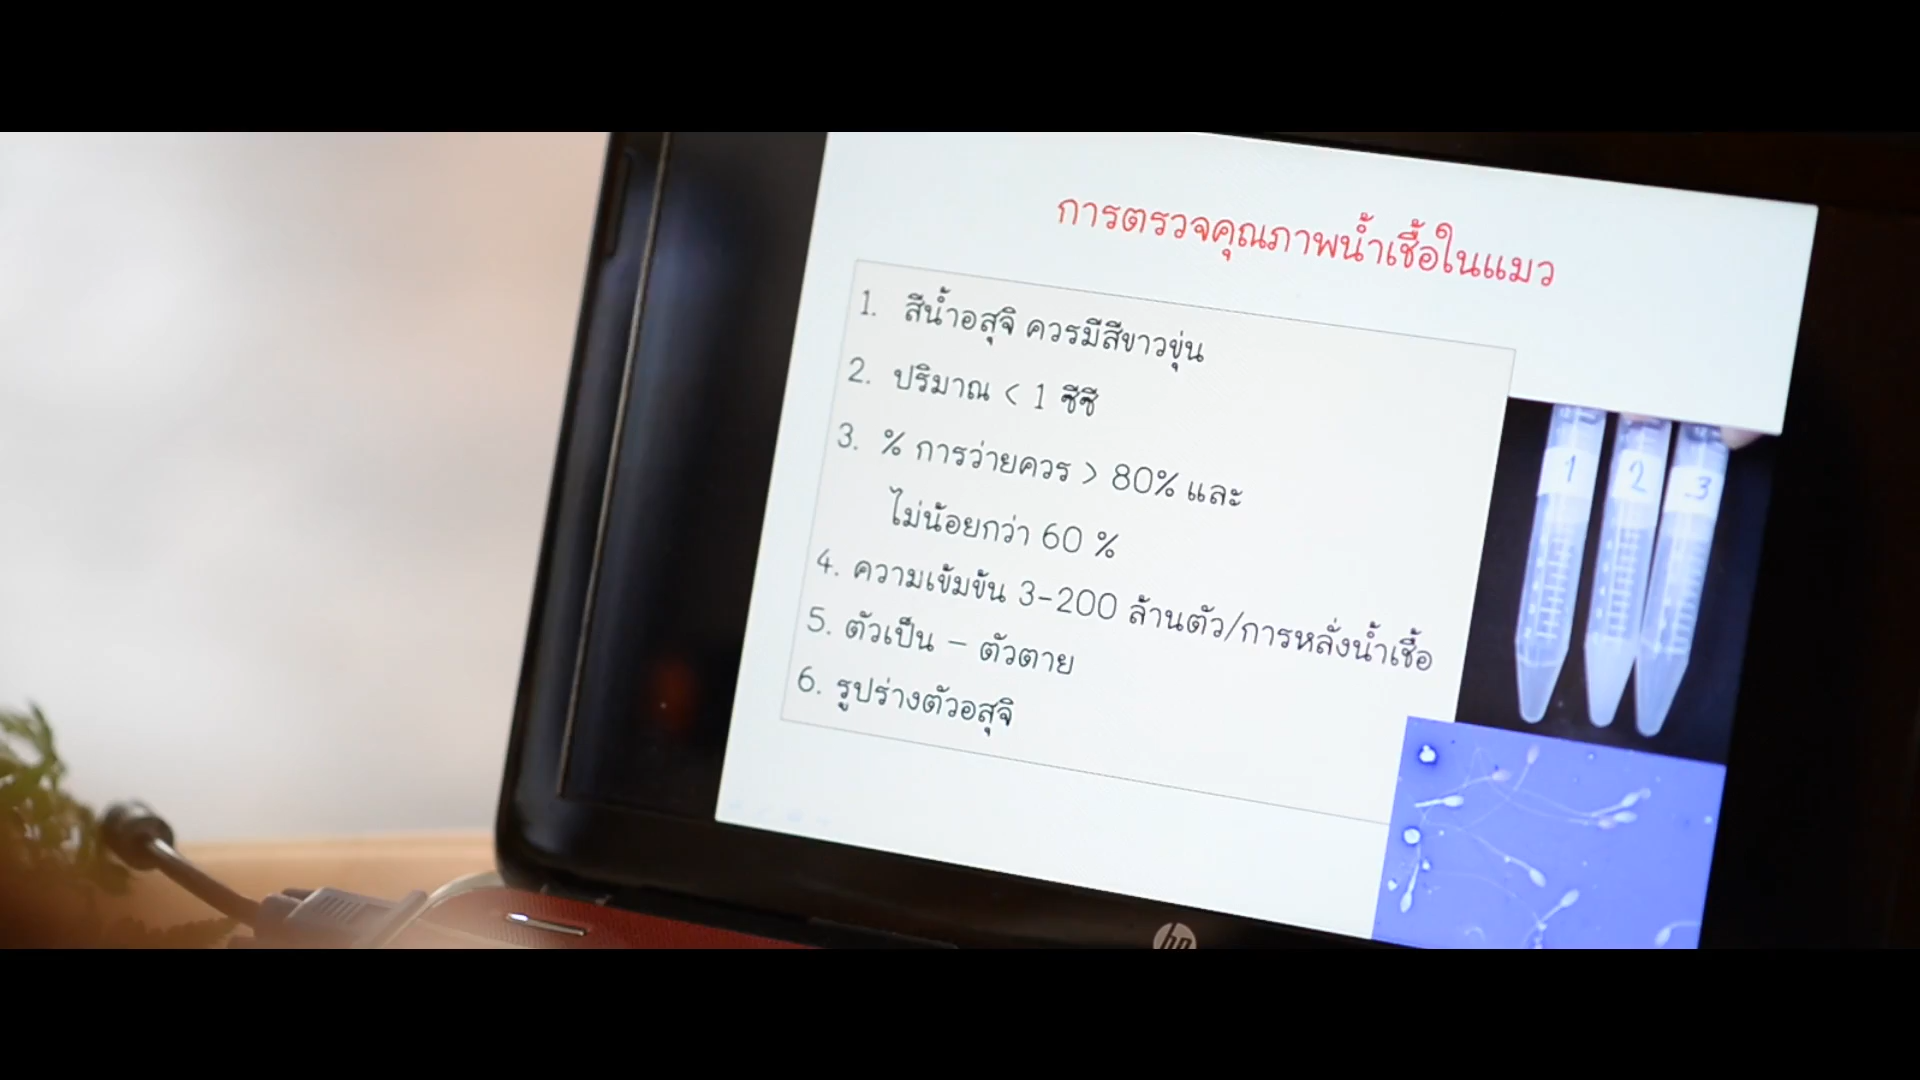 การตรวจคุณภาพน้ำเชื้อในแมว
1. สีน้ำอสุจิ ควรมีสีขาวขุ่น
2. ปริมาณ < 1 ซีซี
3. % การว่ายควร > 80% และ
ไม่น้อยกว่า 60 %
4. ความเข้มข้น 3-200 ล้านตัว/การหลั่งน้ำเชื้อ
5. ตัวเป็น - ตัวตาย
6. รูปร่างตัวอสุจิ
1 2 3
hp